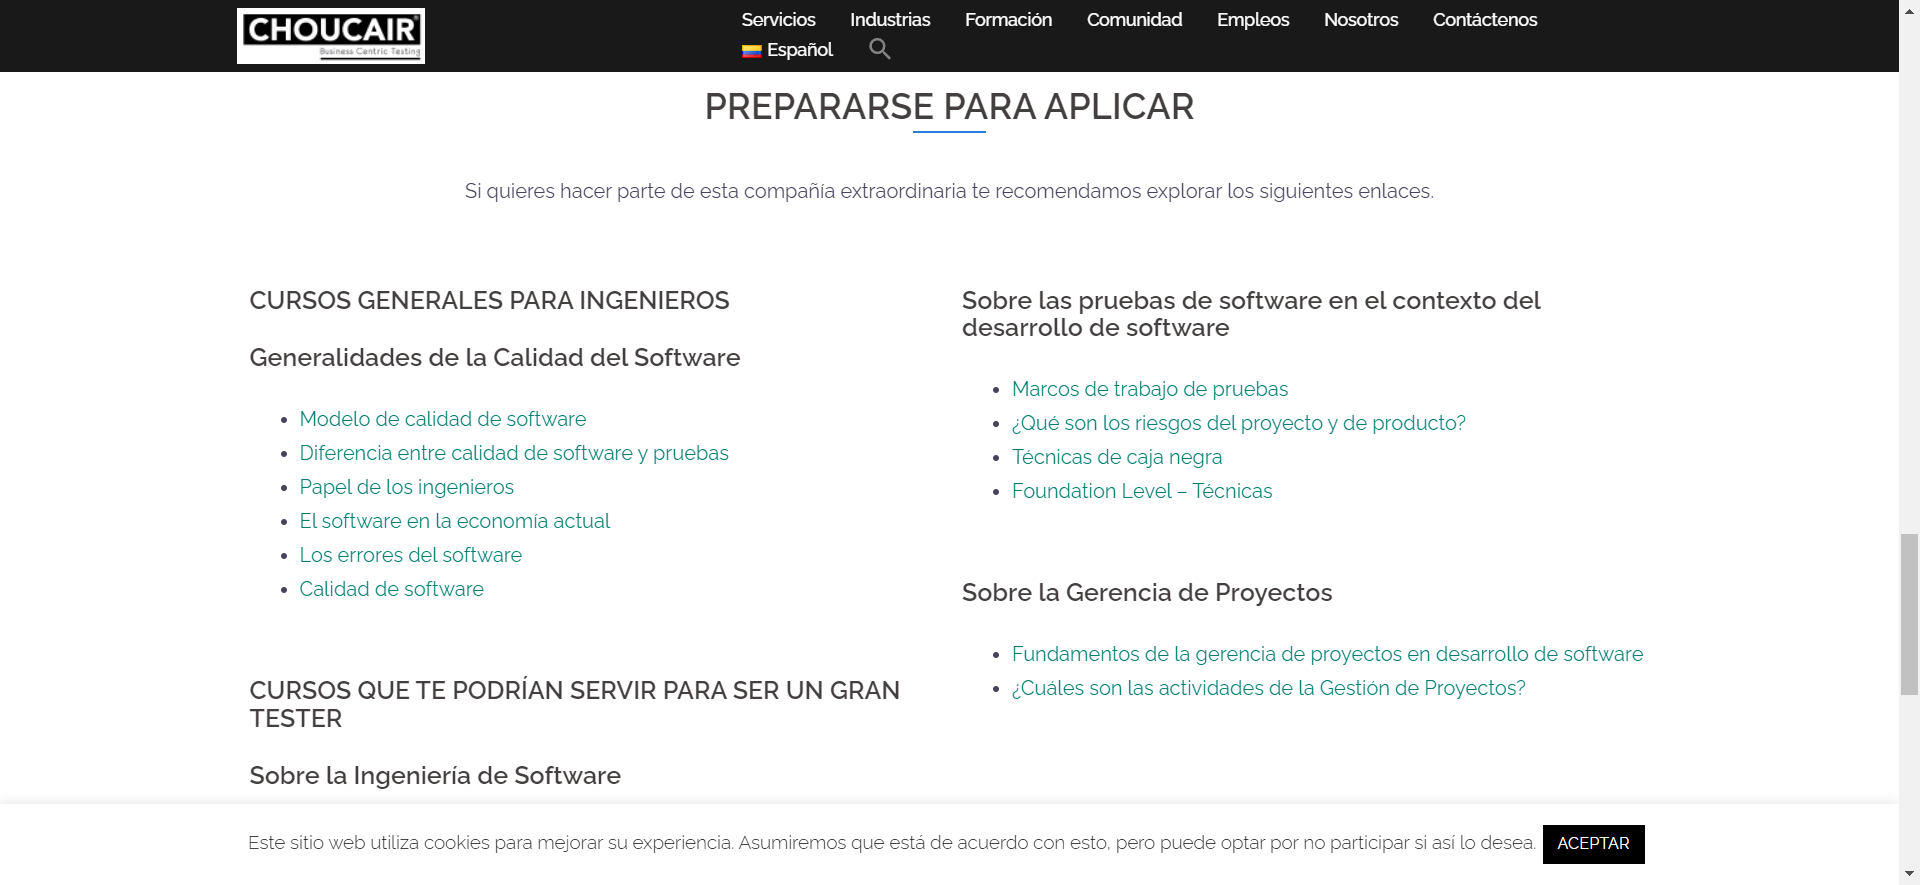 CHOUCAIR
Business Centric Testing
Servicios Industrias Formación Comunidad Empleos Nosotros Contáctenos
Español
PREPARARSE PARA APLICAR
Si quieres hacer parte de esta compañía extraordinaria te recomendamos explorar los siguientes enlaces.
CURSOS GENERALES PARA INGENIEROS
Generalidades de la Calidad del Software
Modelo de calidad de software
Diferencia entre calidad de software y pruebas
Papel de los ingenieros
El software en la economía actual
Los errores del software
Calidad de software
CURSOS QUE TE PODRÍAN SERVIR PARA SER UN GRAN
TESTER
Sobre la Ingeniería de Software
Sobre las pruebas de software en el contexto del
desarrollo de software
Marcos de trabajo de pruebas
¿Qué son los riesgos del proyecto y de producto?
Técnicas de caja negra
Foundation Level – Técnicas
Sobre la Gerencia de Proyectos
Fundamentos de la gerencia de proyectos en desarrollo de software
¿Cuáles son las actividades de la Gestión de Proyectos?
Este sitio web utiliza cookies para mejorar su experiencia. Asumiremos que está de acuerdo con esto, pero puede optar por no participar si así lo desea. ACEPTAR